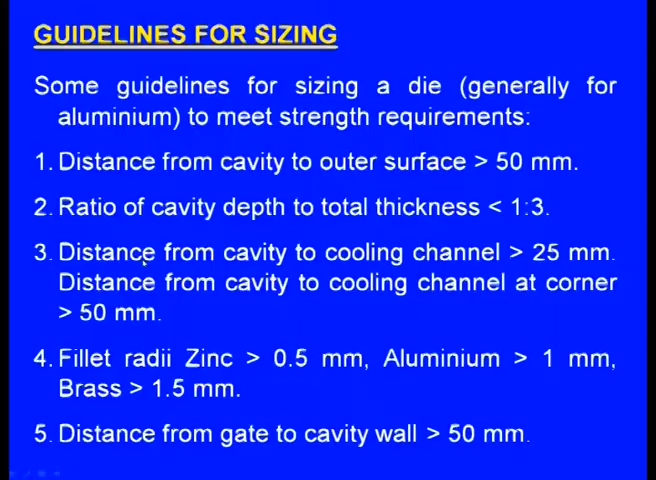 GUIDELINES FOR SIZING
Some guidelines for sizing a die (generally for
aluminium) to meet strength requirements:
1. Distance from cavity to outer surface > 50 mm.
2. Ratio of cavity depth to total thickness < 1:3.
3. Distance from cavity to cooling channel > 25 mm.
Distance from cavity to cooling channel at corner
> 50 mm.
4. Fillet radii Zinc > 0.5 mm, Aluminium > 1 mm,
Brass > 1.5 mm.
5. Distance from gate to cavity wall > 50 mm.